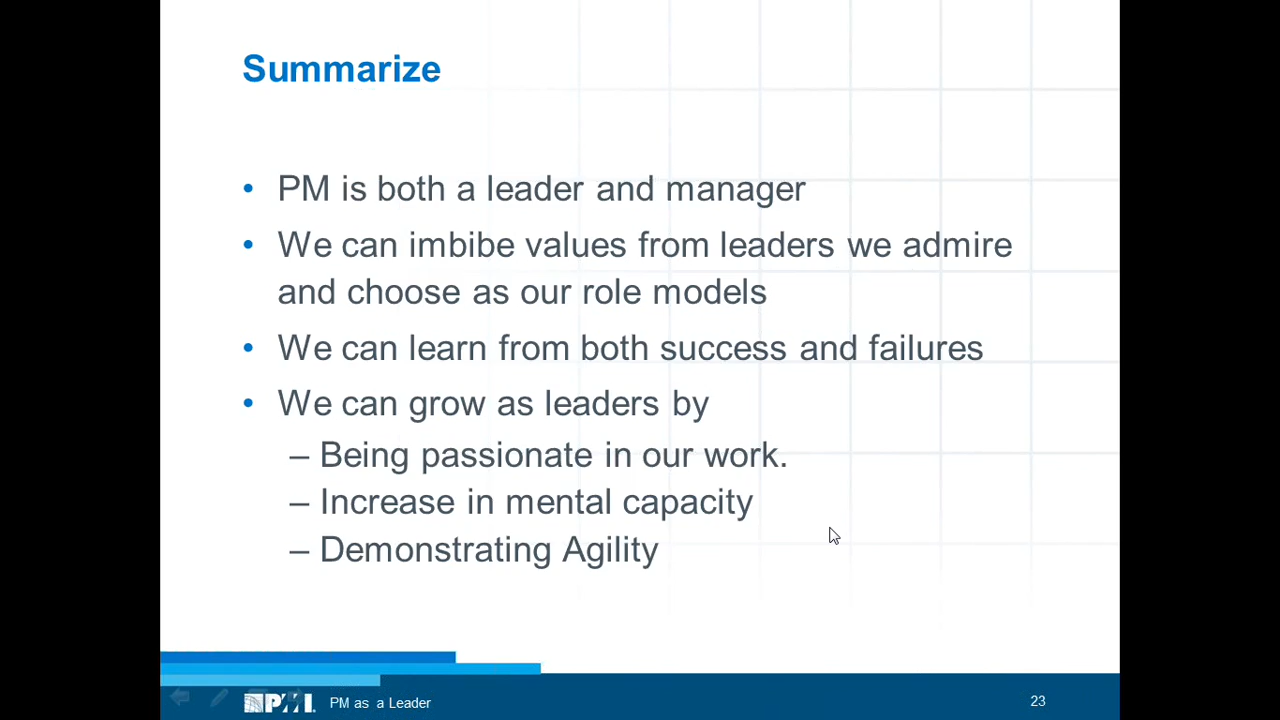 Summarize
• PM is both a leader and manager
• We can imbibe values from leaders we admire
and choose as our role models
• We can learn from both success and failures
• We can grow as leaders by
– Being passionate in our work.
– Increase in mental capacity
– Demonstrating Agility
PMI PM as a Leader 23